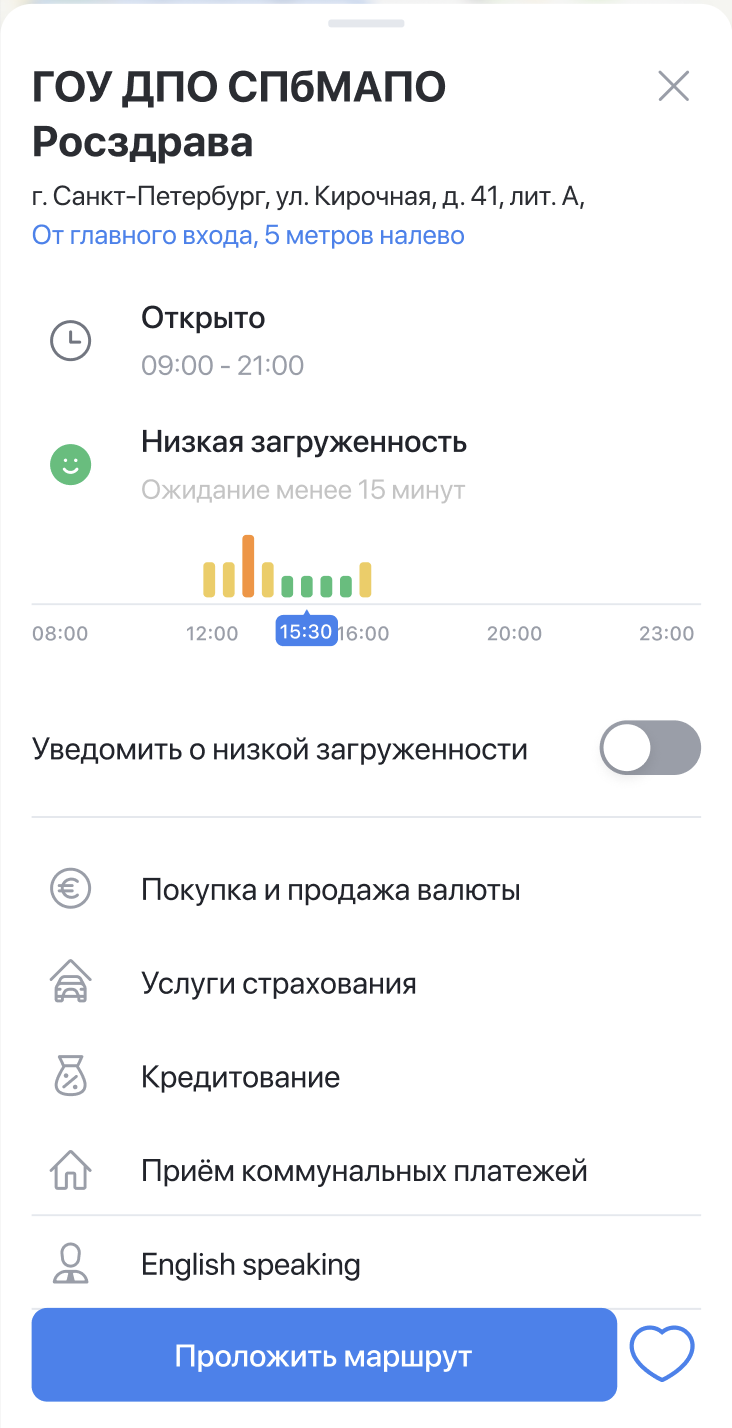 ГОУ ДПО СПбМАПО
Росздрава
г. Санкт-Петербург, ул. Кирочная, д. 41, лит. А,
От главного входа, 5 метров налево
Открыто
09:00 - 21:00
Низкая загруженность
Ожидание менее 15 минут
08:00 12:00 15:30 16:00 20:00 23:00
Уведомить о низкой загруженности
Покупка и продажа валюты
Услуги страхования
Кредитование
Приём коммунальных платежей
English speaking
Проложить маршрут